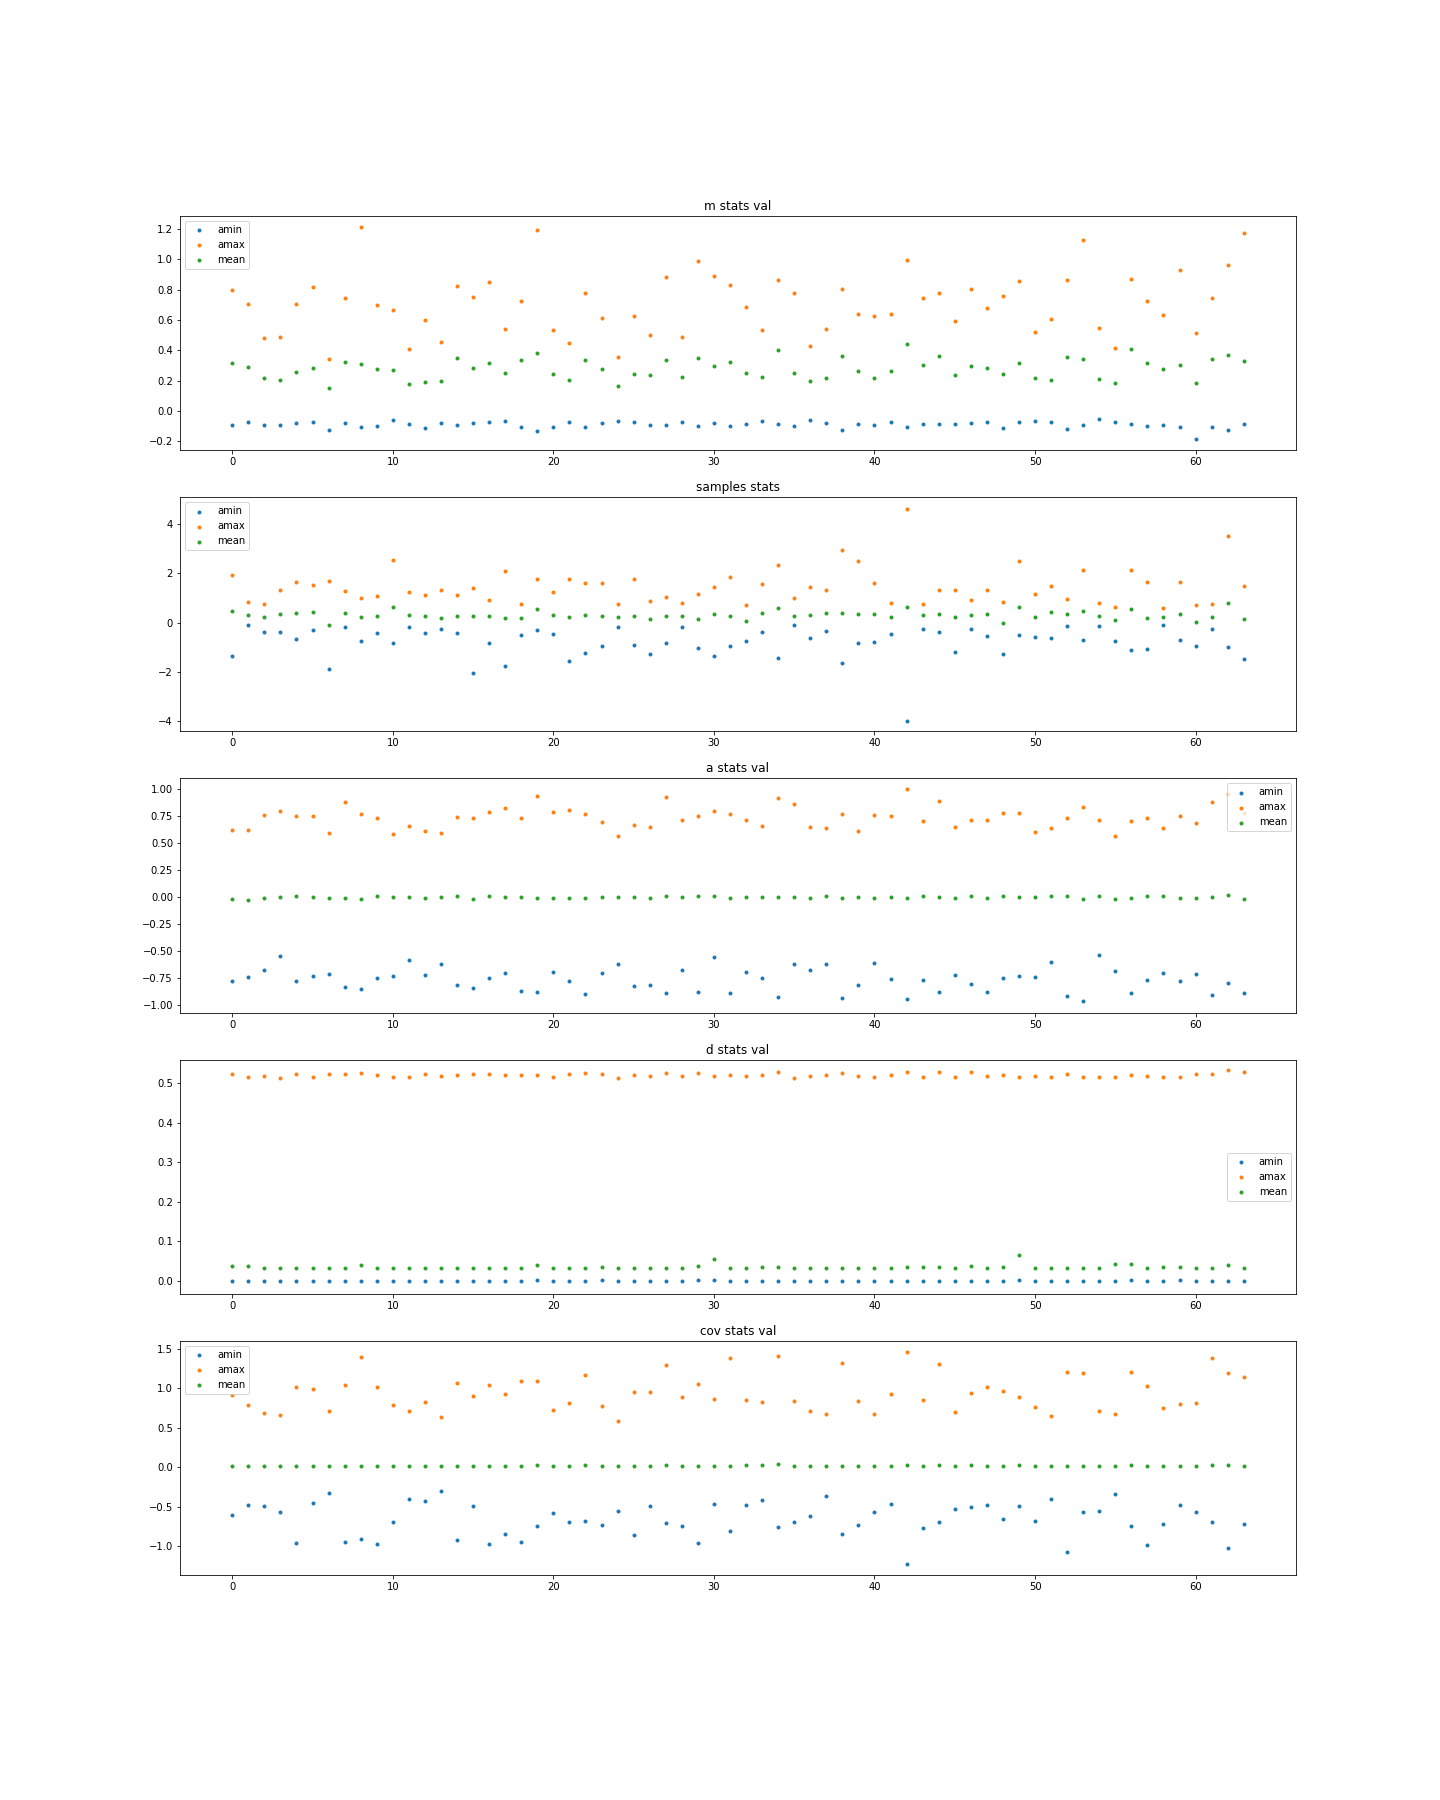 m stats val
amin
amax
mean
1.2
1.0
0.8
0.6
0.4
0.2
0.0
−0.2
0 10 20 30 40 50 60
samples stats
amin
amax
mean
4
2
0
−2
−4
0 10 20 30 40 50 60
a stats val
amin
amax
mean
1.00
0.75
0.50
0.25
0.00
−0.25
−0.50
−0.75
−1.00
0 10 20 30 40 50 60
d stats val
0.5
0.4
0.3
amin
amax
mean
0.2
0.1
0.0
0 10 20 30 40 50 60
cov stats val
amin
amax
mean
1.5
1.0
0.5
0.0
−0.5
−1.0
0 10 20 30 40 50 60